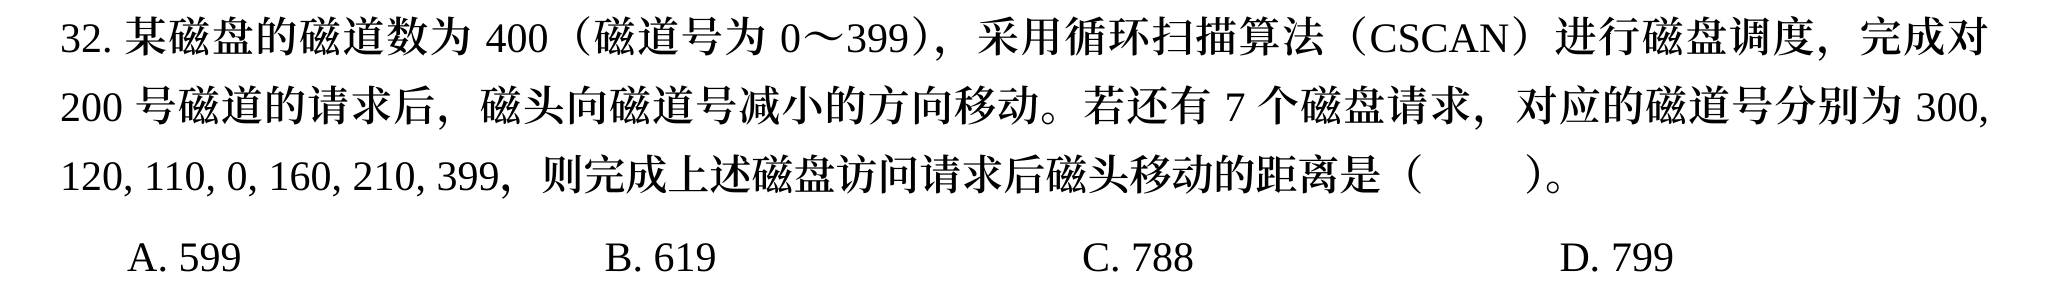 32. 某磁盘的磁道数为 400（磁道号为 0～399），采用循环扫描算法（CSCAN）进行磁盘调度，完成对
200 号磁道的请求后，磁头向磁道号减小的方向移动。若还有 7 个磁盘请求，对应的磁道号分别为 300,
120, 110, 0, 160, 210, 399，则完成上述磁盘访问请求后磁头移动的距离是（　　）。
A. 599 B. 619 C. 788 D. 799